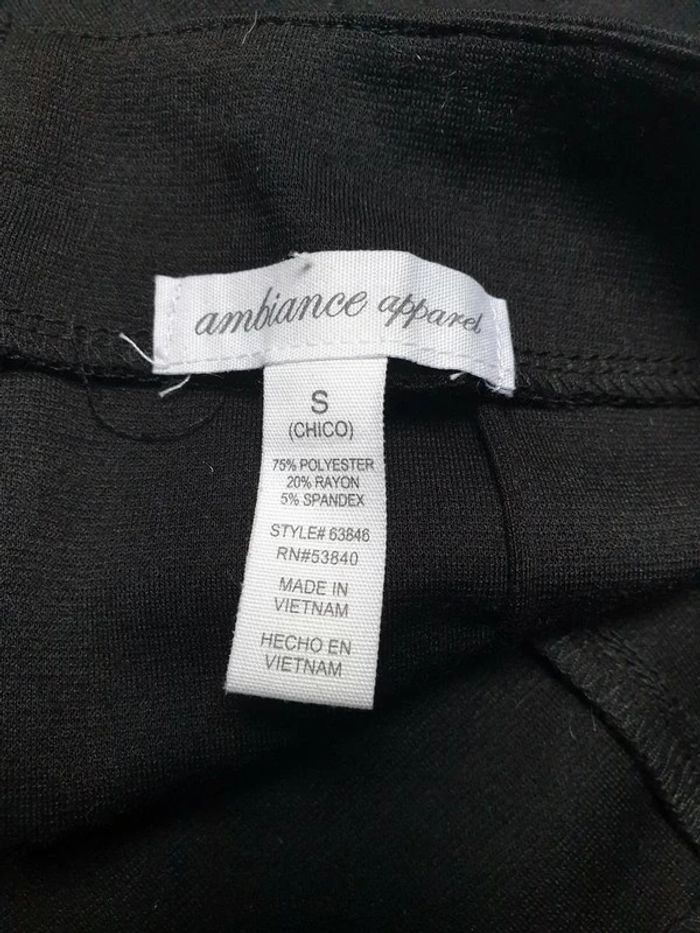 ambiance apparel.
S
(CHICO)
75% POLYESTER
20% RAYON
5% SPANDEX
STYLE# 63846
RN#53840
MADE IN
VIETNAM
HECHO EN
VIETNAM